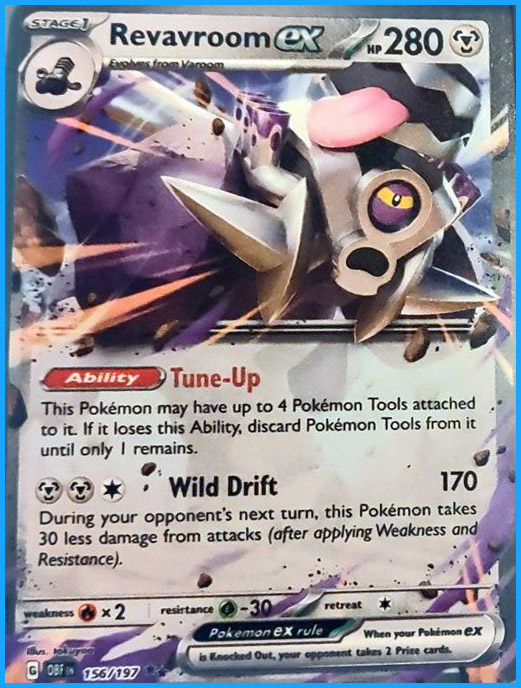 STAGE 1
Revavroom ex HP 280
Evolves from Varoom
Ability Tune-Up
This Pokémon may have up to 4 Pokémon Tools attached
to it. If it loses this Ability, discard Pokémon Tools from it
until only 1 remains.
Wild Drift 170
During your opponent's next turn, this Pokémon takes
30 less damage from attacks (after applying Weakness and
Resistance).
weakness ×2 resistance -30 retreat
Pokémon ex rule When your Pokémon ex
is Knocked Out, your opponent takes 2 Prize cards.
Illus. takuyoa
G OBF EN 156/197